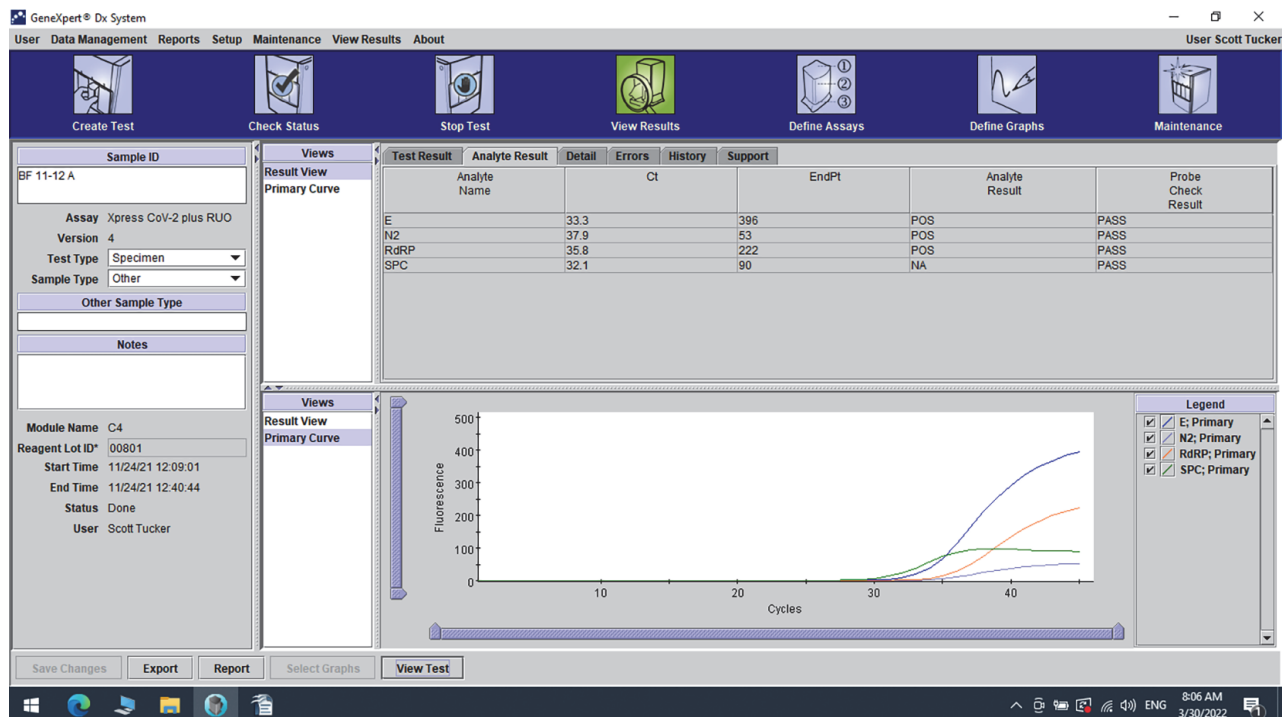 GeneXpert® Dx System
User Data Management Reports Setup Maintenance View Results About
User Scott Tucker
Create Test
Check Status
Stop Test
View Results
①
②
③
Define Assays
Define Graphs
Maintenance
Sample ID
BF 11-12 A
Assay Xpress CoV-2 plus RUO
Version 4
Test Type Specimen
Sample Type Other
Other Sample Type
Notes
Module Name C4
Reagent Lot ID* 00801
Start Time 11/24/21 12:09:01
End Time 11/24/21 12:40:44
Status Done
User Scott Tucker
Views
Result View
Primary Curve
Test Result Analyte Result Detail Errors History Support
Analyte Name Ct EndPt Analyte Result Probe Check Result
E 33.3 396 POS PASS
N2 37.9 53 POS PASS
RdRP 35.8 222 POS PASS
SPC 32.1 90 NA PASS
Views
Result View
Primary Curve
Fluorescence
500
400
300
200
100
0
10 20 30 40
Cycles
Legend
E; Primary
N2; Primary
RdRP; Primary
SPC; Primary
Save Changes Export Report Select Graphs View Test
ENG
8:06 AM
3/30/2022
1